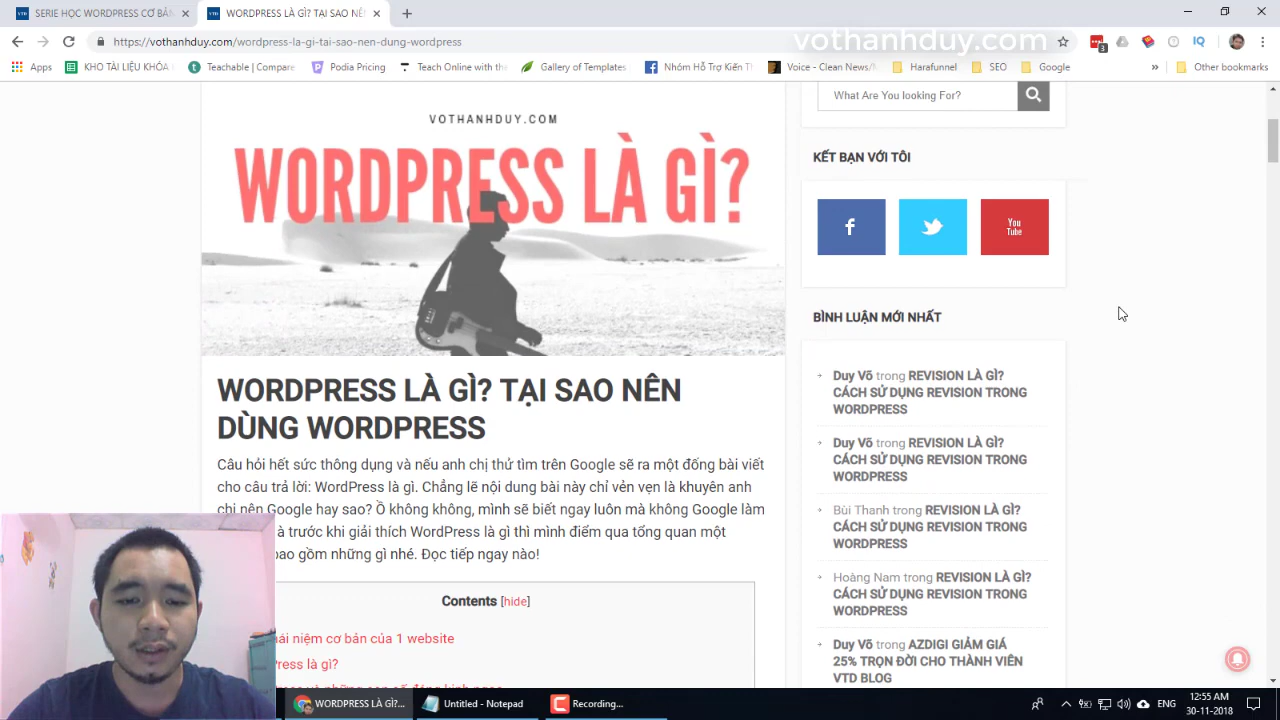 SERIE HỌC WORDPRESS CƠ BẢN
WORDPRESS LÀ GÌ? TẠI SAO NÊN
https://vothanhduy.com/wordpress-la-gi-tai-sao-nen-dung-wordpress
vothanhduy.com
3
IQ
Apps
KHO TÀI LIỆU KHÓA
Teachable | Compare
Podia Pricing
Teach Online with the
Gallery of Templates
Nhóm Hỗ Trợ Kiến T
Voice - Clean News/
Harafunnel
SEO
Google
»
Other bookmarks
VOTHANHDUY.COM
WORDPRESS LÀ GÌ?
WORDPRESS LÀ GÌ? TẠI SAO NÊN
DÙNG WORDPRESS
Câu hỏi hết sức thông dụng và nếu anh chị thử tìm trên Google sẽ ra một đống bài viết
cho câu trả lời: WordPress là gì. Chẳng lẽ nội dung bài này chỉ vẻn vẹn là khuyên anh
chị nên Google hay sao? Ồ không không, mình sẽ biết ngay luôn mà không Google làm
à trước khi giải thích WordPress là gì thì mình điểm qua tổng quan một
bao gồm những gì nhé. Đọc tiếp ngay nào!
Contents [hide]
ái niệm cơ bản của 1 website
Press là gì?
What Are You looking For?
KẾT BẠN VỚI TÔI
You
Tube
BÌNH LUẬN MỚI NHẤT
Duy Võ trong REVISION LÀ GÌ?
CÁCH SỬ DỤNG REVISION TRONG
WORDPRESS
Duy Võ trong REVISION LÀ GÌ?
CÁCH SỬ DỤNG REVISION TRONG
WORDPRESS
Bùi Thanh trong REVISION LÀ GÌ?
CÁCH SỬ DỤNG REVISION TRONG
WORDPRESS
Hoàng Nam trong REVISION LÀ GÌ?
CÁCH SỬ DỤNG REVISION TRONG
WORDPRESS
Duy Võ trong AZDIGI GIẢM GIÁ
25% TRỌN ĐỜI CHO THÀNH VIÊN
VTD BLOG
WORDPRESS LÀ GÌ?...
Untitled - Notepad
Recording...
ENG
12:55 AM
30-11-2018